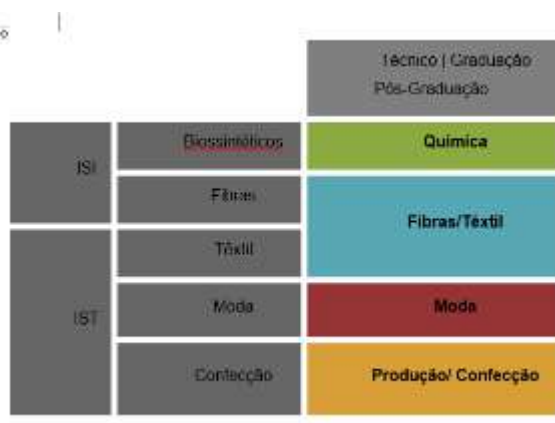 Técnico | Graduação
Pós-Graduação
Biossintéticos
Química
ISI
Fibras
Fibras/Têxtil
Têxtil
IST
Moda
Moda
Confecção
Produção/ Confecção